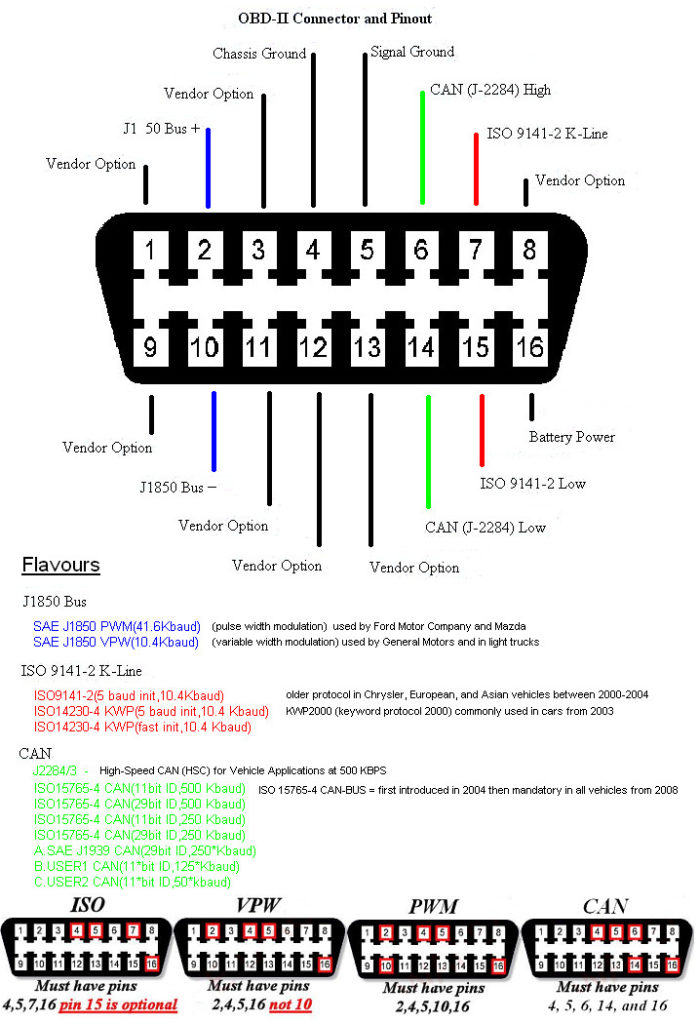 OBD-II Connector and Pinout
Chassis Ground
Signal Ground
Vendor Option
CAN (J-2284) High
J1 50 Bus +
ISO 9141-2 K-Line
Vendor Option
Vendor Option
1 2 3 4 5 6 7 8
9 10 11 12 13 14 15 16
Vendor Option
Battery Power
J1850 Bus −
ISO 9141-2 Low
Vendor Option
CAN (J-2284) Low
Vendor Option
Vendor Option
Flavours
J1850 Bus
SAE J1850 PWM(41.6Kbaud) (pulse width modulation) used by Ford Motor Company and Mazda
SAE J1850 VPW(10.4Kbaud) (variable width modulation) used by General Motors and in light trucks
ISO 9141-2 K-Line
ISO9141-2(5 baud init,10.4Kbaud) older protocol in Chrysler, European, and Asian vehicles between 2000-2004
ISO14230-4 KWP(5 baud init,10.4 Kbaud) KWP2000 (keyword protocol 2000) commonly used in cars from 2003
ISO14230-4 KWP(fast init,10.4 Kbaud)
CAN
J2284/3 - High-Speed CAN (HSC) for Vehicle Applications at 500 KBPS
ISO15765-4 CAN(11bit ID,500 Kbaud) ISO 15765-4 CAN-BUS = first introduced in 2004 then mandatory in all vehicles from 2008
ISO15765-4 CAN(29bit ID,500 Kbaud)
ISO15765-4 CAN(11bit ID,250 Kbaud)
ISO15765-4 CAN(29bit ID,250 Kbaud)
A.SAE J1939 CAN(29bit ID,250*Kbaud)
B.USER1 CAN(11*bit ID,125*Kbaud)
C.USER2 CAN(11*bit ID,50*kbaud)
ISO VPW PWM CAN
1 2 3 4 5 6 7 8 1 2 3 4 5 6 7 8 1 2 3 4 5 6 7 8 1 2 3 4 5 6 7 8
9 10 11 12 13 14 15 16 9 10 11 12 13 14 15 16 9 10 11 12 13 14 15 16 9 10 11 12 13 14 15 16
Must have pins Must have pins Must have pins Must have pins
4,5,7,16 pin 15 is optional 2,4,5,16 not 10 2,4,5,10,16 4, 5, 6, 14, and 16